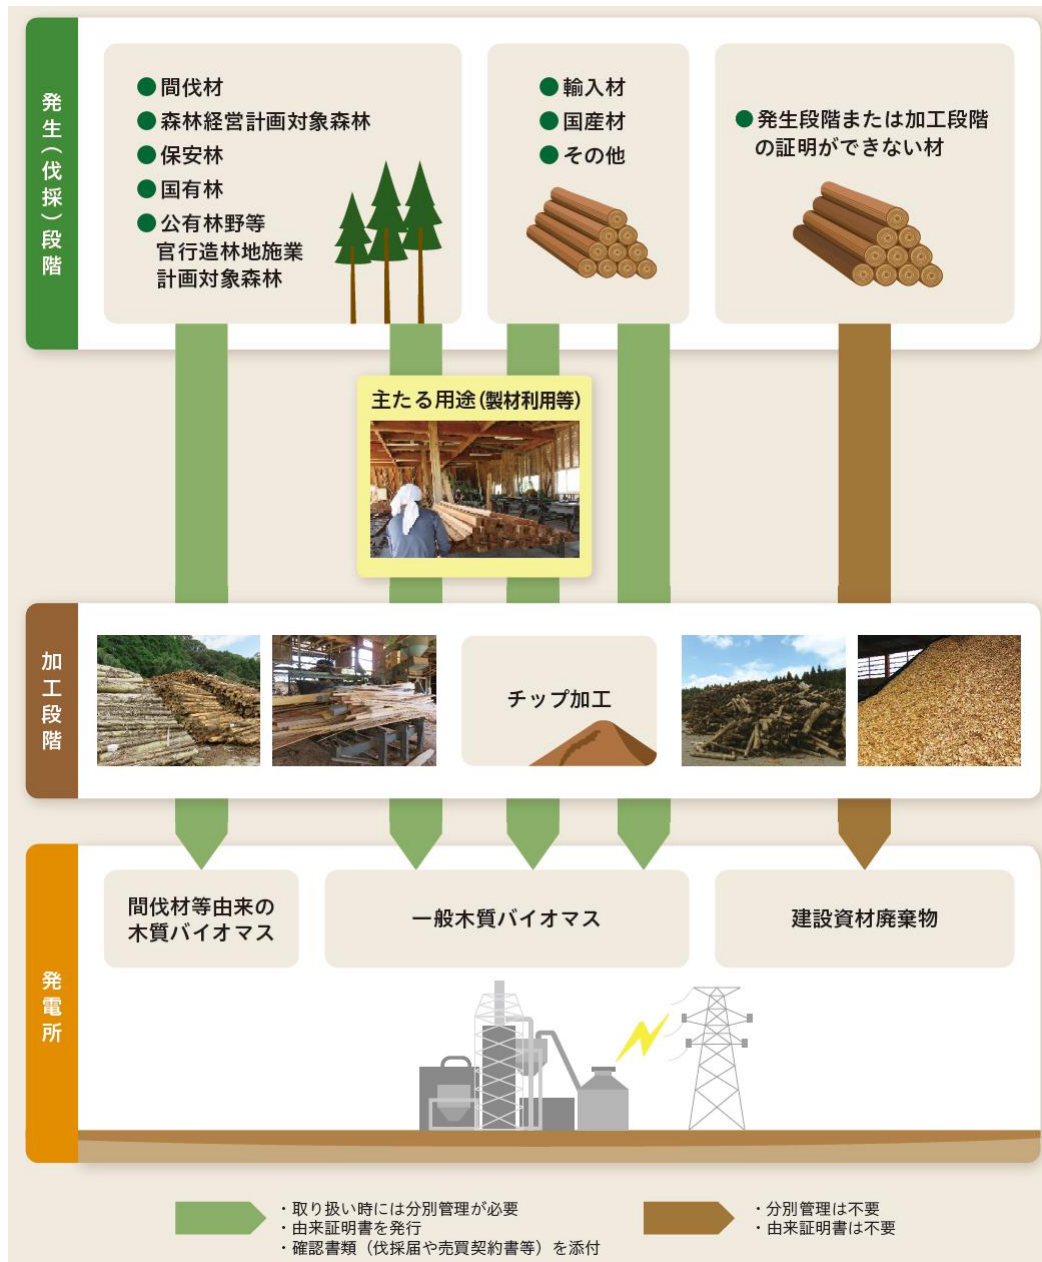 発生(伐採)段階
●間伐材
●森林経営計画対象森林
●保安林
●国有林
●公有林野等
官行造林地施業
計画対象森林
●輸入材
●国産材
●その他
●発生段階または加工段階
の証明ができない材
主たる用途(製材利用等)
加工段階
チップ加工
発電所
間伐材等由来の
木質バイオマス
一般木質バイオマス
建設資材廃棄物
・取り扱い時には分別管理が必要
・由来証明書を発行
・確認書類（伐採届や売買契約書等）を添付
・分別管理は不要
・由来証明書は不要